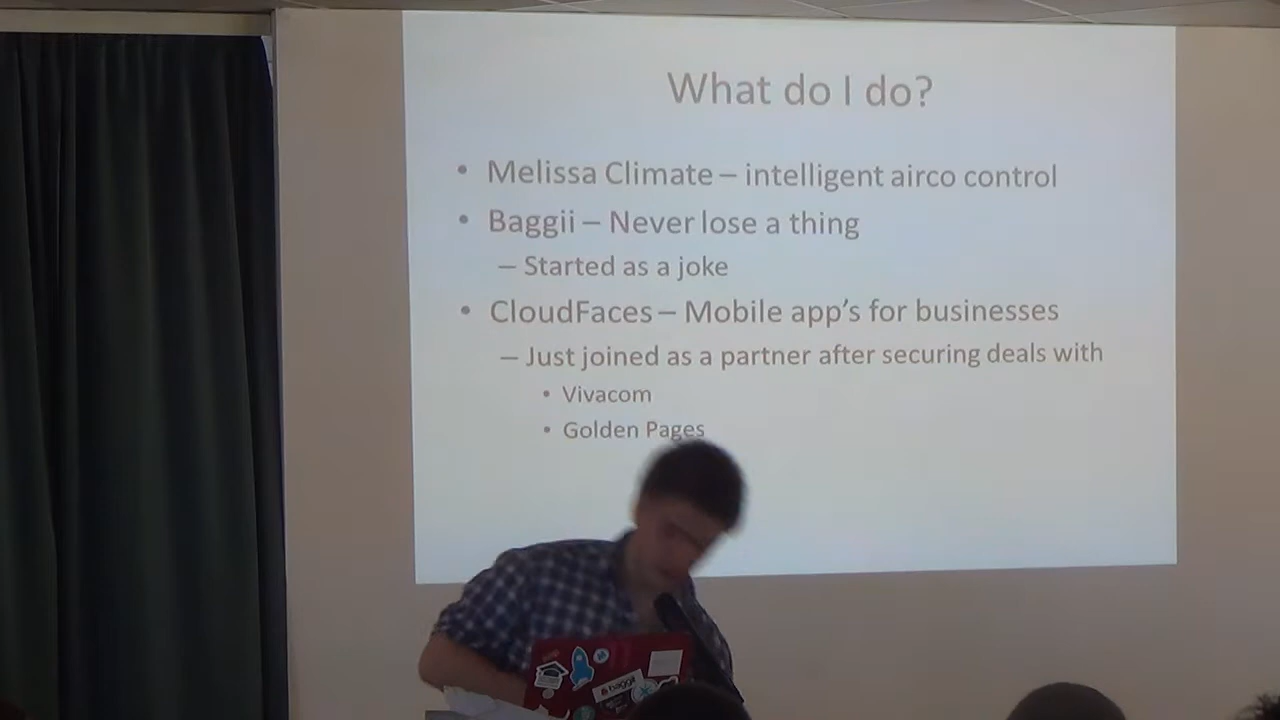 What do I do?
• Melissa Climate – intelligent airco control
• Baggii – Never lose a thing
– Started as a joke
• CloudFaces – Mobile app's for businesses
– Just joined as a partner after securing deals with
• Vivacom
• Golden Pages
baggii